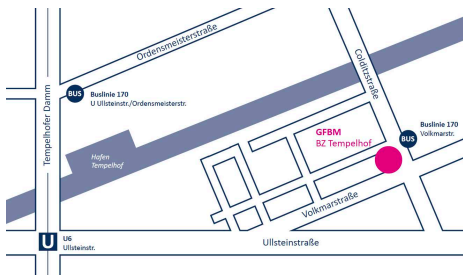 Ordensmeisterstraße
Colditzstraße
Tempelhofer Damm
BUS
Buslinie 170
U Ullsteinstr./Ordensmeisterstr.
Buslinie 170
BUS
Volkmarstr.
GFBM
BZ Tempelhof
Hafen
Tempelhof
Volkmarstraße
U
U6
Ullsteinstr.
Ullsteinstraße